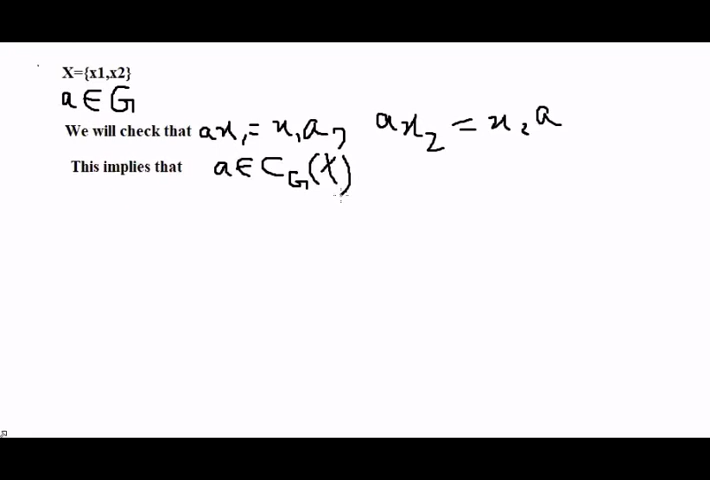 X={x1,x2}
a ∈ G
We will check that ax₁ = x₁a, ax₂ = x₂a
This implies that a ∈ C_G(X)